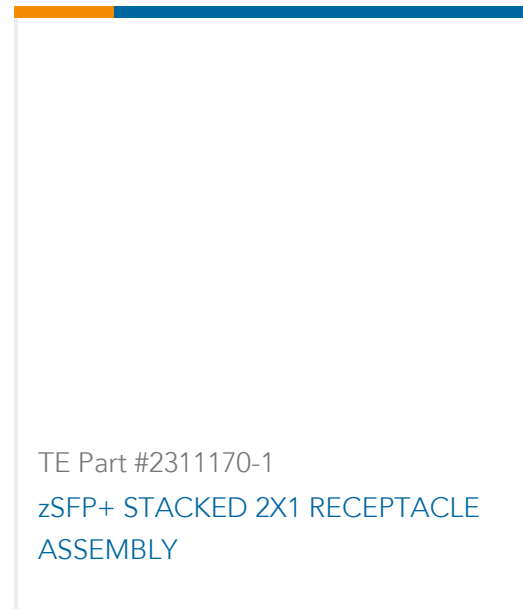 TE Part #2311170-1
zSFP+ STACKED 2X1 RECEPTACLE
ASSEMBLY